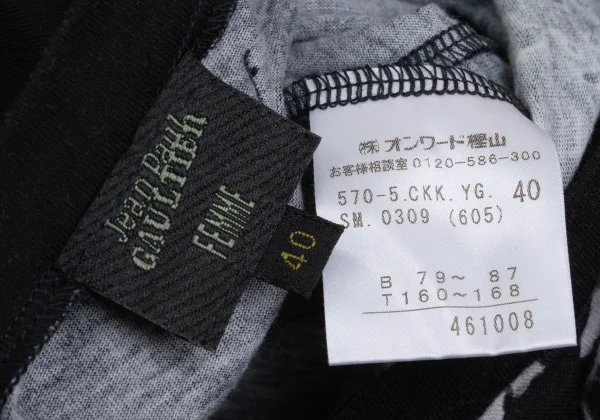 Jean Paul
GAULTIER
FEMME
40
㈱ オンワード樫山
お客様相談室 0120-586-300
570-5.CKK.YG. 40
SM. 0309 (605)
B 79〜 87
T160〜168
461008